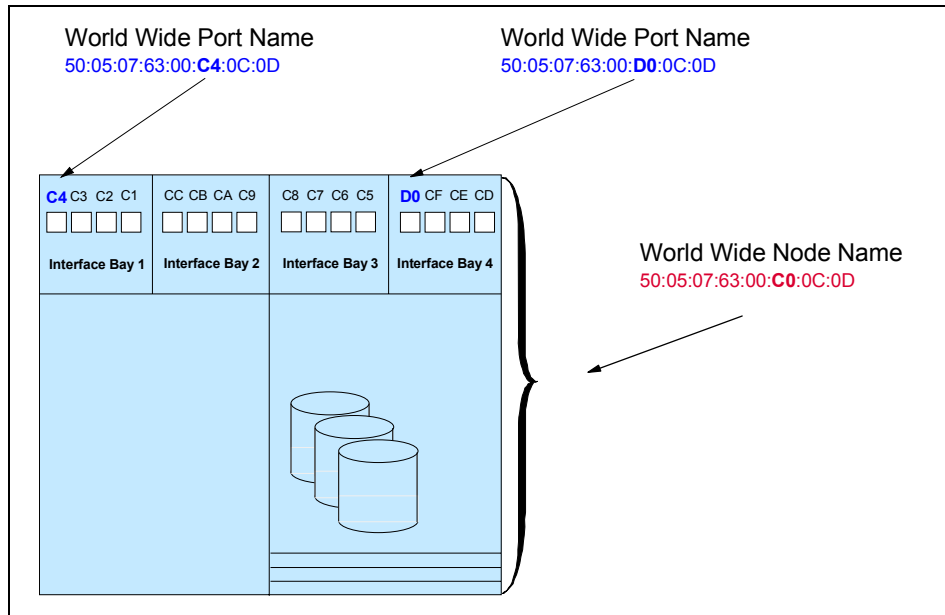 World Wide Port Name
50:05:07:63:00:C4:0C:0D
World Wide Port Name
50:05:07:63:00:D0:0C:0D
C4 C3 C2 C1
CC CB CA C9
C8 C7 C6 C5
D0 CF CE CD
Interface Bay 1
Interface Bay 2
Interface Bay 3
Interface Bay 4
World Wide Node Name
50:05:07:63:00:C0:0C:0D